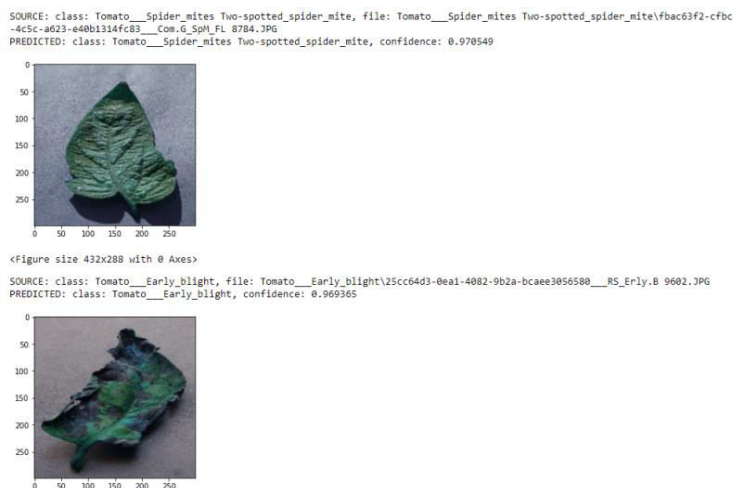 SOURCE: class: Tomato___Spider_mites Two-spotted_spider_mite, file: Tomato___Spider_mites Two-spotted_spider_mite\fbac63f2-cfbc
-4c5c-a623-e40b1314fc83___Com.G_SpM_FL 8784.JPG
PREDICTED: class: Tomato___Spider_mites Two-spotted_spider_mite, confidence: 0.970549
0
50
100
150
200
250
0 50 100 150 200 250
<Figure size 432x288 with 0 Axes>
SOURCE: class: Tomato___Early_blight, file: Tomato___Early_blight\25cc64d3-0ea1-4082-9b2a-bcaee3056580___RS_Erly.B 9602.JPG
PREDICTED: class: Tomato___Early_blight, confidence: 0.969365
0
50
100
150
200
250
0 50 100 150 200 250